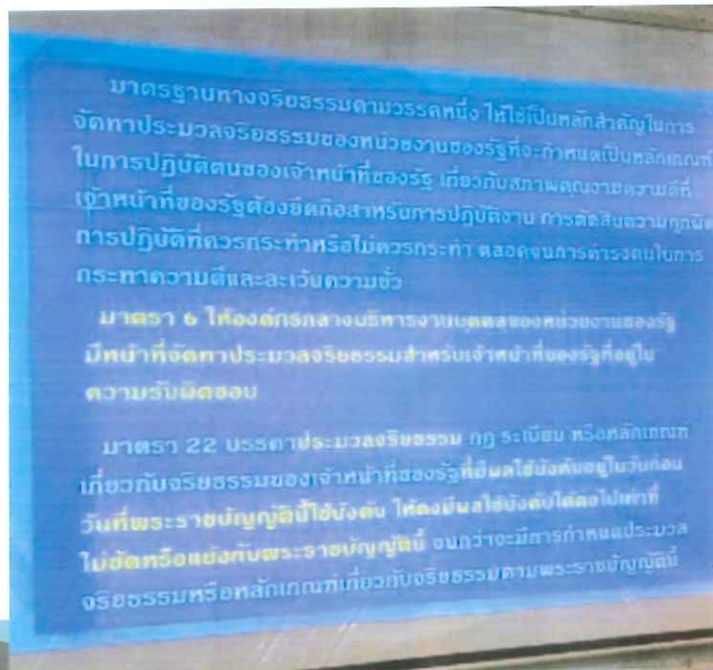 มาตรฐานทางจริยธรรมตามวรรคหนึ่ง ให้ใช้เป็นหลักสำคัญในการ
จัดทำประมวลจริยธรรมของหน่วยงานของรัฐที่จะกำหนดเป็นหลักเกณฑ์
ในการปฏิบัติตนของเจ้าหน้าที่ของรัฐ เกี่ยวกับสภาพคุณงามความดีที่
เจ้าหน้าที่ของรัฐต้องยึดถือสำหรับการปฏิบัติงาน การตัดสินความถูกผิด
การปฏิบัติที่ควรกระทำหรือไม่ควรกระทำ ตลอดจนการดำรงตนในการ
กระทำความดีและละเว้นความชั่ว
มาตรา 6 ให้องค์กรกลางบริหารงานบุคคลของหน่วยงานของรัฐ
มีหน้าที่จัดทำประมวลจริยธรรมสำหรับเจ้าหน้าที่ของรัฐที่อยู่ใน
ความรับผิดชอบ
มาตรา 22 บรรดาประมวลจริยธรรม กฎ ระเบียบ หรือหลักเกณฑ์
เกี่ยวกับจริยธรรมของเจ้าหน้าที่ของรัฐที่มีผลใช้บังคับอยู่ในวันก่อน
วันที่พระราชบัญญัตินี้ใช้บังคับ ให้คงมีผลใช้บังคับได้ต่อไปเท่าที่
ไม่ขัดหรือแย้งกับพระราชบัญญัตินี้ จนกว่าจะมีการกำหนดประมวล
จริยธรรมหรือหลักเกณฑ์เกี่ยวกับจริยธรรมตามพระราชบัญญัตินี้